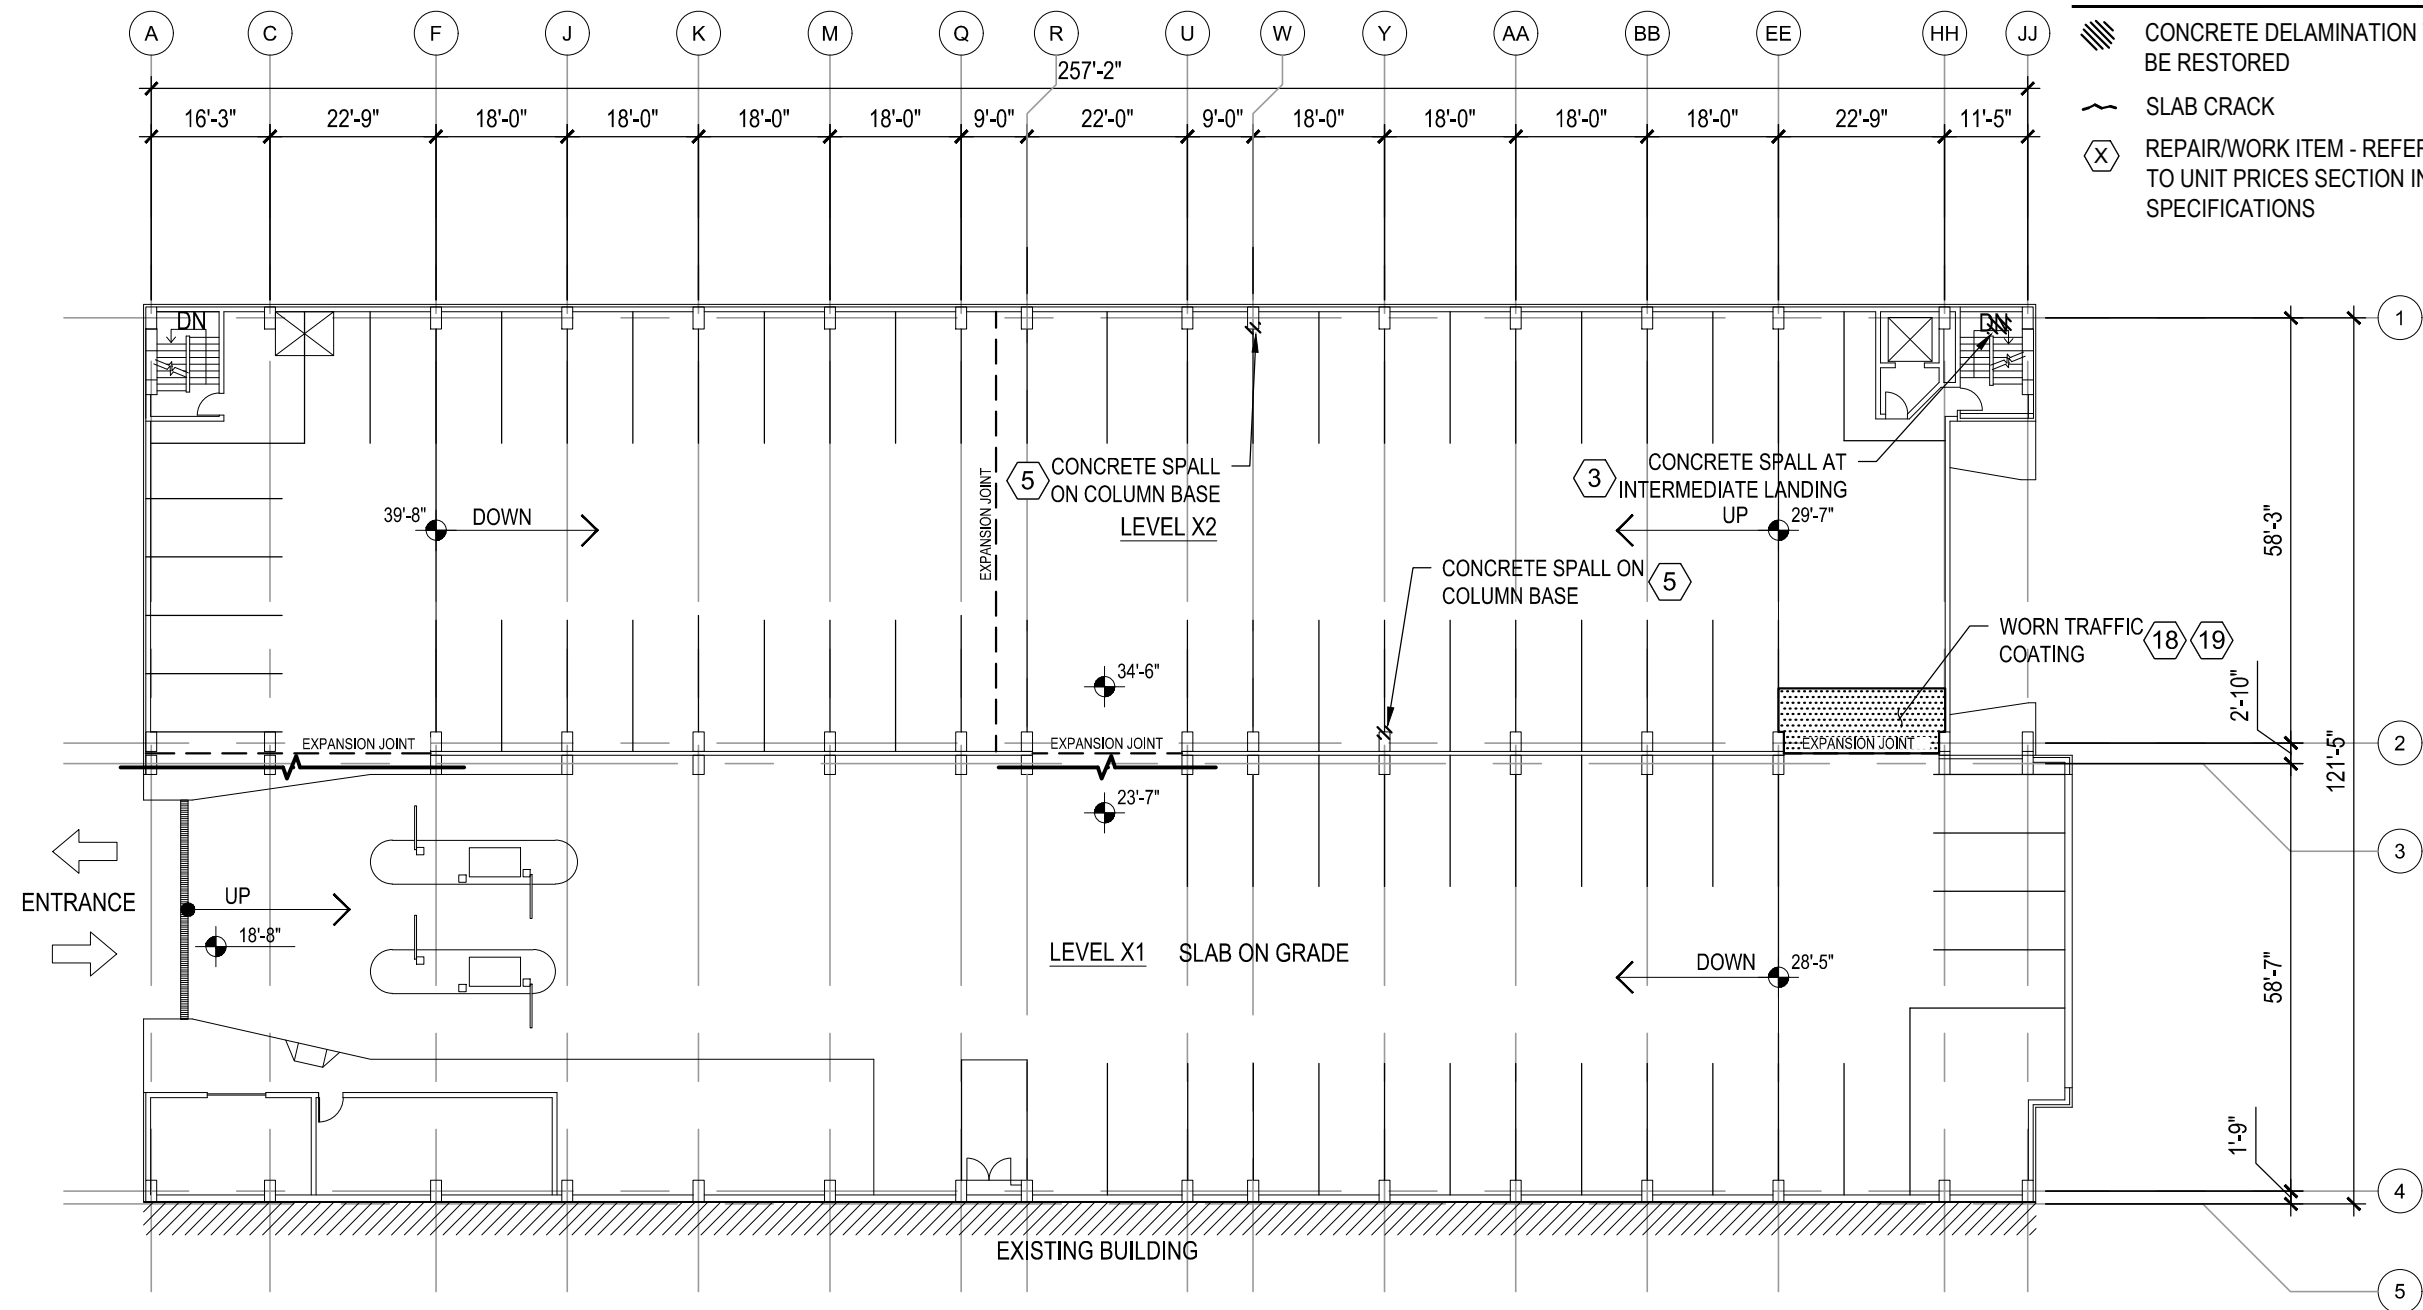 A C F J K M Q R U W Y AA BB EE HH JJ
257'-2"
16'-3" 22'-9" 18'-0" 18'-0" 18'-0" 18'-0" 9'-0" 22'-0" 9'-0" 18'-0" 18'-0" 18'-0" 18'-0" 22'-9" 11'-5"
CONCRETE DELAMINATION
BE RESTORED
SLAB CRACK
X REPAIR/WORK ITEM - REFER
TO UNIT PRICES SECTION IN
SPECIFICATIONS
DN
DN
1
5 CONCRETE SPALL
ON COLUMN BASE
3 CONCRETE SPALL AT
INTERMEDIATE LANDING
EXPANSION JOINT
39'-8" DOWN
LEVEL X2
UP 29'-7"
58'-3"
CONCRETE SPALL ON
COLUMN BASE
5
WORN TRAFFIC
COATING
18 19
34'-6"
2'-10"
EXPANSION JOINT
EXPANSION JOINT
EXPANSION JOINT
2
121'-5"
23'-7"
3
ENTRANCE
UP
18'-8"
LEVEL X1 SLAB ON GRADE
DOWN 28'-5"
58'-7"
1'-9"
4
EXISTING BUILDING
5